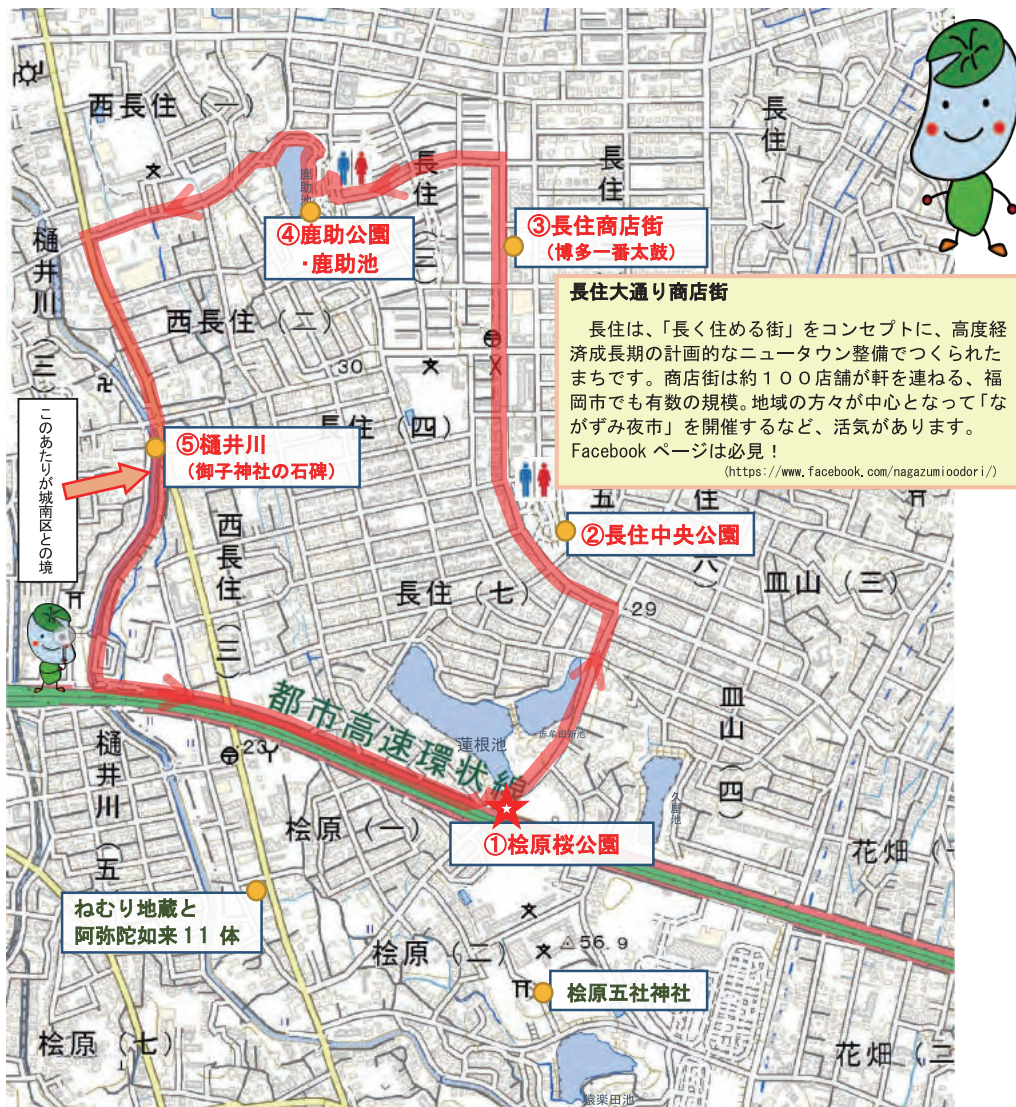 西長住(一)
長住(一)
長住
長住(三)
鹿助池
④鹿助公園
・鹿助池
③長住商店街
(博多一番太鼓)
樋井川(三)
西長住(二)
30
長住大通り商店街
長住は、「長く住める街」をコンセプトに、高度経
済成長期の計画的なニュータウン整備でつくられた
まちです。商店街は約100店舗が軒を連ねる、福
岡市でも有数の規模。地域の方々が中心となって「な
がずみ夜市」を開催するなど、活気があります。
Facebook ページは必見!
(https://www.facebook.com/nagazumioodori/)
長住(四)
⑤樋井川
(御子神社の石碑)
このあたりが城南区との境
五
住六)
②長住中央公園
西長住(三)
長住(七)
29
皿山(三)
皿山(四)
都市高速環状線
蓮根池
23
樋井川(五)
桧原(一)
①桧原桜公園
花畑(一
ねむり地蔵と
阿弥陀如来11体
桧原(二)
56.9
桧原五社神社
桧原(七)
花畑(二
猿楽田池